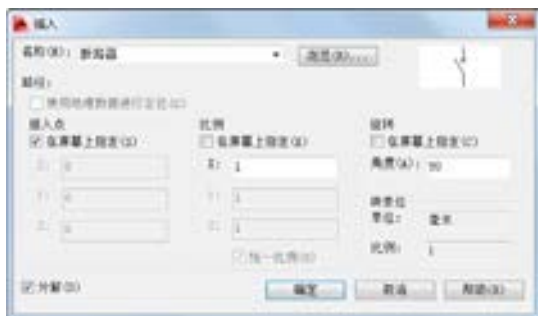 插入
名称(N): 断路器 浏览(B)...
路径:
使用地理数据进行定位(G)
插入点 比例 旋转
在屏幕上指定(S) 在屏幕上指定(E) 在屏幕上指定(C)
X: 0 X: 1 角度(A): 90
Y: 0 Y: 1 块单位
Z: 0 Z: 1 单位: 毫米
统一比例(U) 比例: 1
分解(D) 确定 取消 帮助(H)